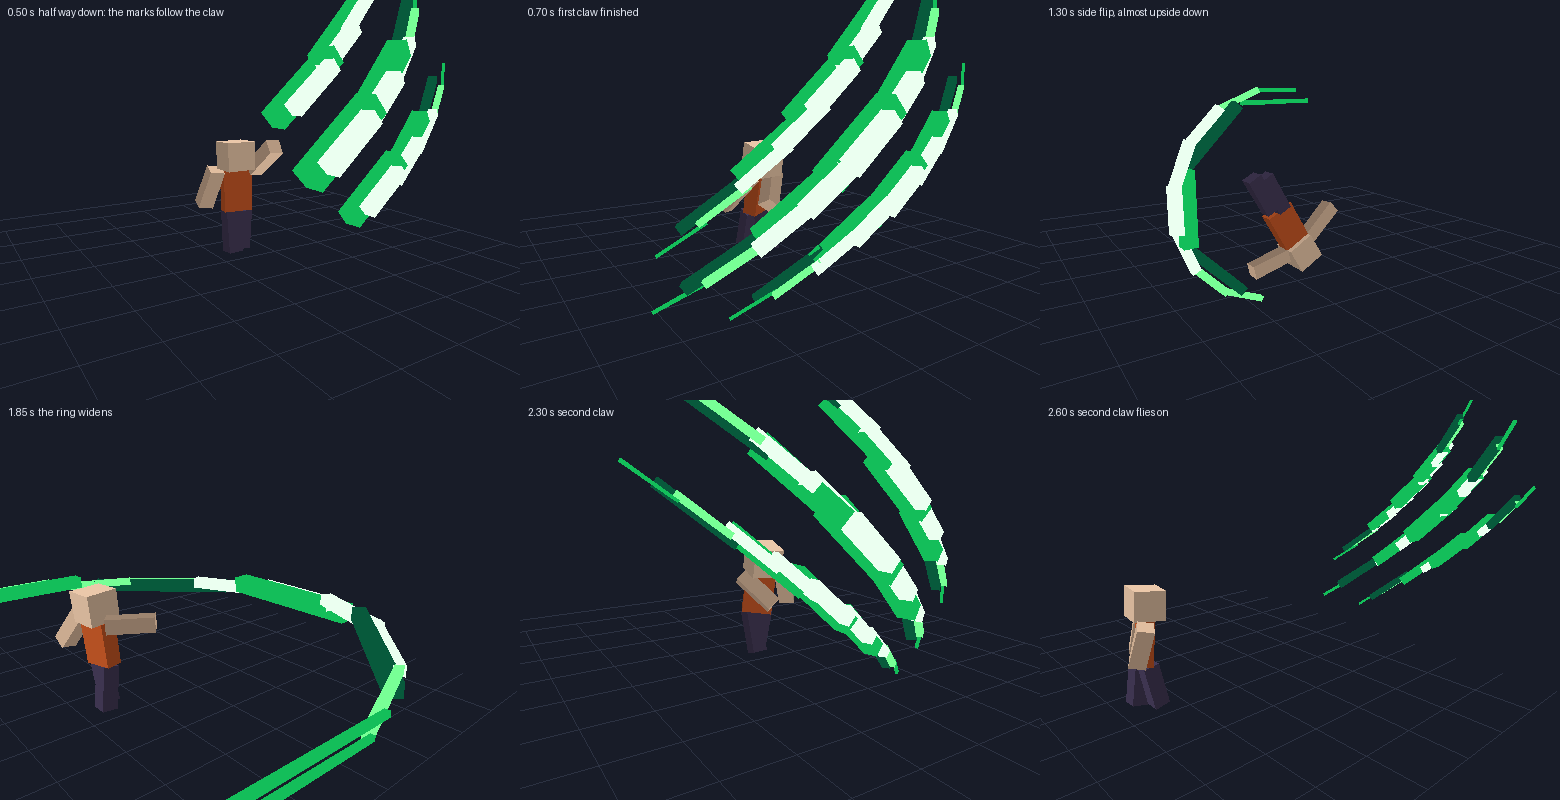 0.50 s half way down: the marks follow the claw
0.70 s first claw finished
1.30 s side flip, almost upside down
1.85 s the ring widens
2.30 s second claw
2.60 s second claw flies on